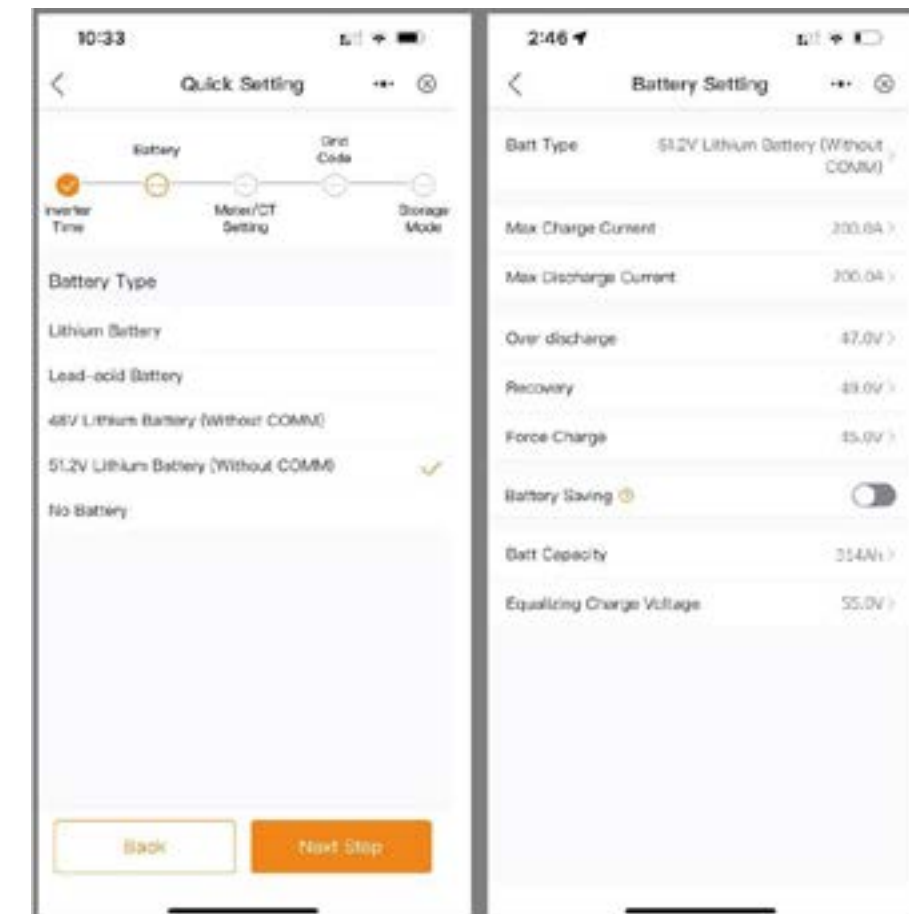 10:33
Quick Setting
Battery
Grid Code
Inverter Time
Meter/CT Setting
Storage Mode
Battery Type
Lithium Battery
Lead-acid Battery
48V Lithium Battery (Without COMM)
51.2V Lithium Battery (Without COMM)
No Battery
Back
Next Step
2:46
Battery Setting
Batt Type
51.2V Lithium Battery (Without COMM)
Max Charge Current 200.0A
Max Discharge Current 200.0A
Over discharge 47.0V
Recovery 49.0V
Force Charge 45.0V
Battery Saving
Batt Capacity 314Ah
Equalizing Charge Voltage 55.0V